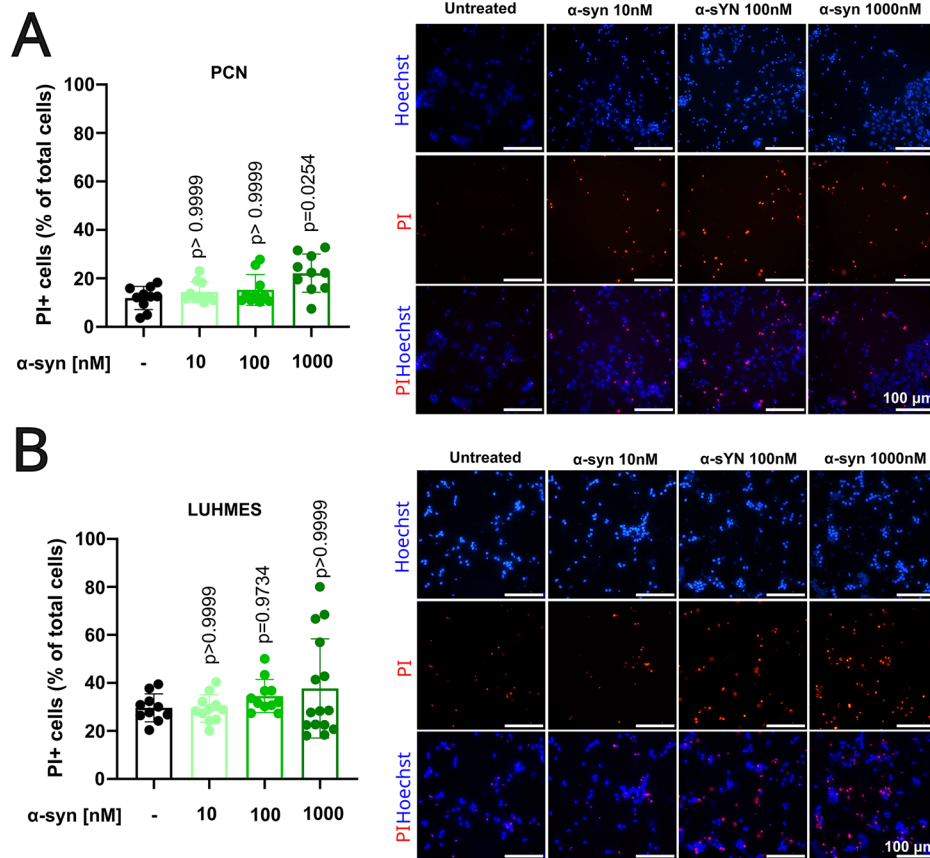 A
PCN
PI+ cells (% of total cells)
100
80
60
40
20
0
p> 0.9999
p> 0.9999
p=0.0254
α-syn [nM]
-
10
100
1000
Untreated
α-syn 10nM
α-sYN 100nM
α-syn 1000nM
Hoechst
PI
PIHoechst
100 µm
B
LUHMES
PI+ cells (% of total cells)
100
80
60
40
20
0
p>0.9999
p=0.9734
p>0.9999
α-syn [nM]
-
10
100
1000
Untreated
α-syn 10nM
α-sYN 100nM
α-syn 1000nM
Hoechst
PI
PIHoechst
100 µm